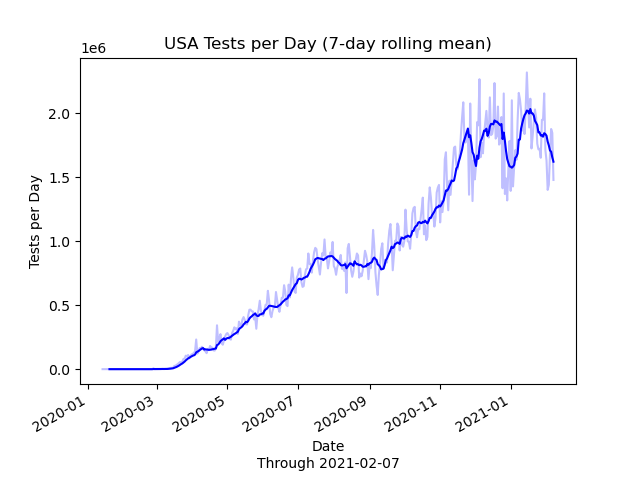 USA Tests per Day (7-day rolling mean)
1e6
2.0
1.5
1.0
0.5
0.0
Tests per Day
2020-01
2020-03
2020-05
2020-07
2020-09
2020-11
2021-01
Date
Through 2021-02-07